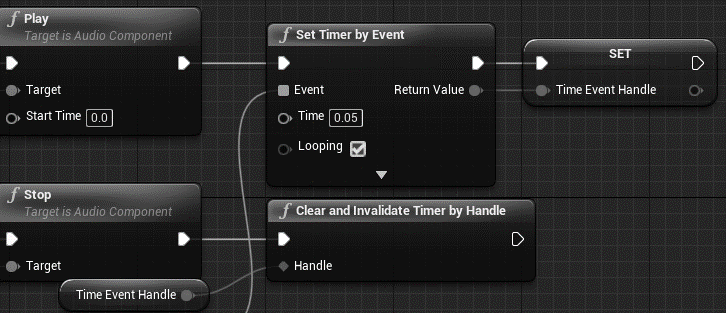 f Play
Target is Audio Component
Target
Start Time 0.0
f Set Timer by Event
Event Return Value
Time 0.05
Looping
SET
Time Event Handle
f Stop
Target is Audio Component
Target
Time Event Handle
f Clear and Invalidate Timer by Handle
Handle